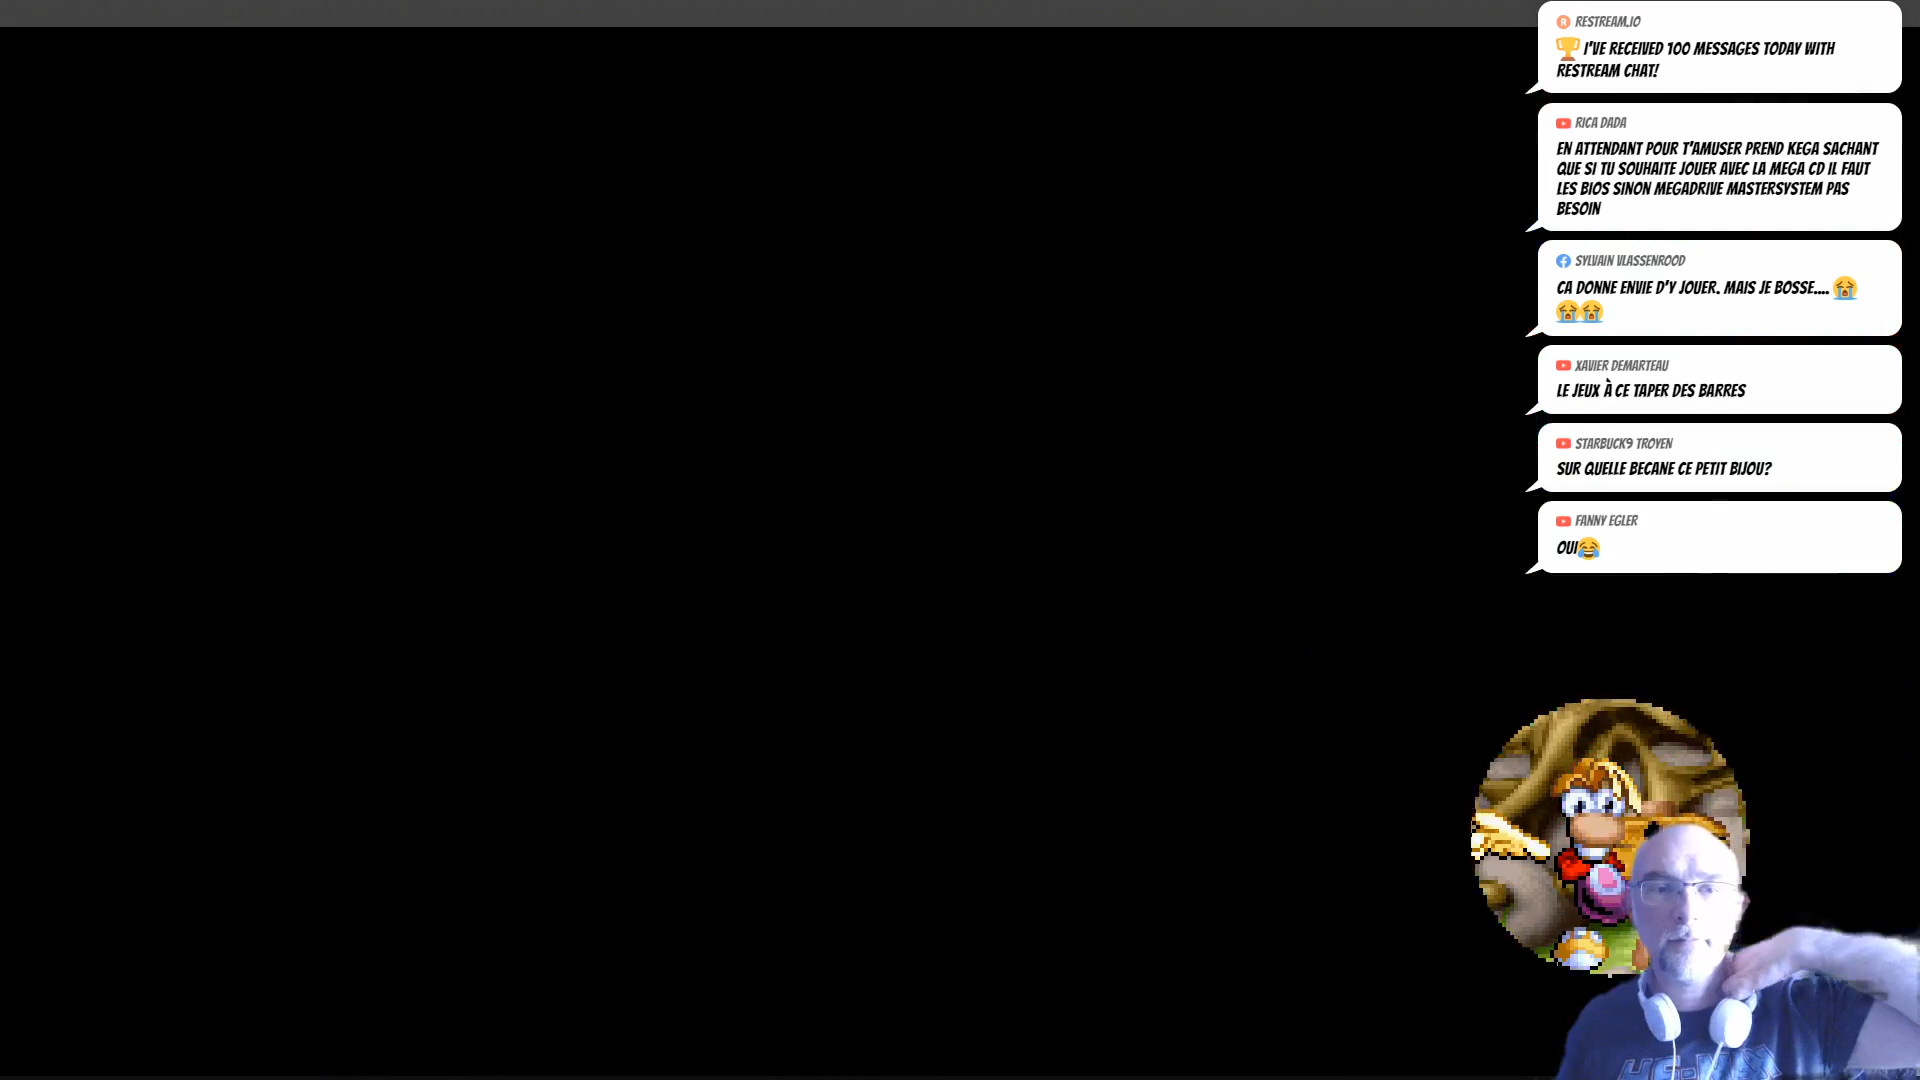 RESTREAM.IO
I'VE RECEIVED 100 MESSAGES TODAY WITH
RESTREAM CHAT!
RICA DADA
EN ATTENDANT POUR T'AMUSER PREND KEGA SACHANT
QUE SI TU SOUHAITE JOUER AVEC LA MEGA CD IL FAUT
LES BIOS SINON MEGADRIVE MASTERSYSTEM PAS
BESOIN
SYLVAIN VLASSENROOD
CA DONNE ENVIE D'Y JOUER. MAIS JE BOSSE....
XAVIER DEMARTEAU
LE JEUX À CE TAPER DES BARRES
STARBUCK9 TROYEN
SUR QUELLE BECANE CE PETIT BIJOU?
FANNY EGLER
OUI